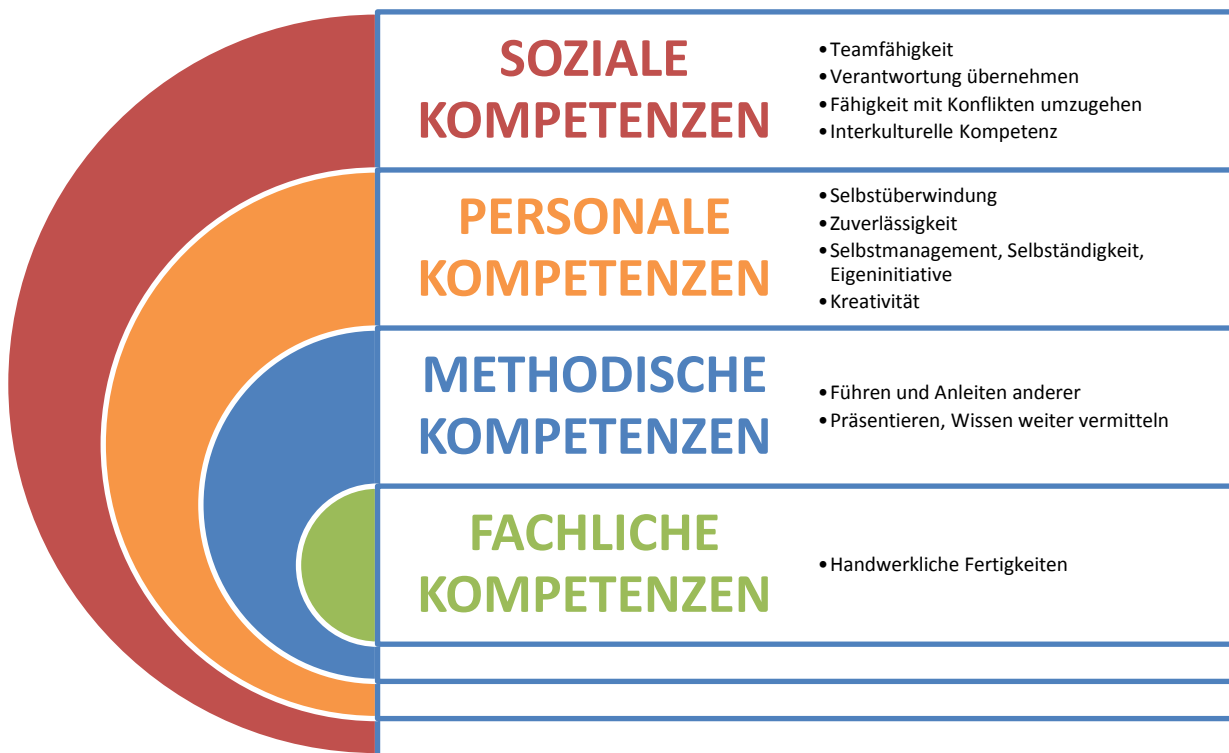 SOZIALE
KOMPETENZEN
•Teamfähigkeit
•Verantwortung übernehmen
•Fähigkeit mit Konflikten umzugehen
•Interkulturelle Kompetenz
PERSONALE
KOMPETENZEN
•Selbstüberwindung
•Zuverlässigkeit
•Selbstmanagement, Selbständigkeit,
Eigeninitiative
•Kreativität
METHODISCHE
KOMPETENZEN
•Führen und Anleiten anderer
•Präsentieren, Wissen weiter vermitteln
FACHLICHE
KOMPETENZEN
•Handwerkliche Fertigkeiten